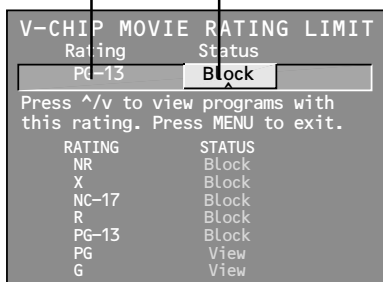 V-CHIP MOVIE RATING LIMIT
Rating Status
PG-13 Block
Press ^/v to view programs with
this rating. Press MENU to exit.
RATING STATUS
NR Block
X Block
NC-17 Block
R Block
PG-13 Block
PG View
G View